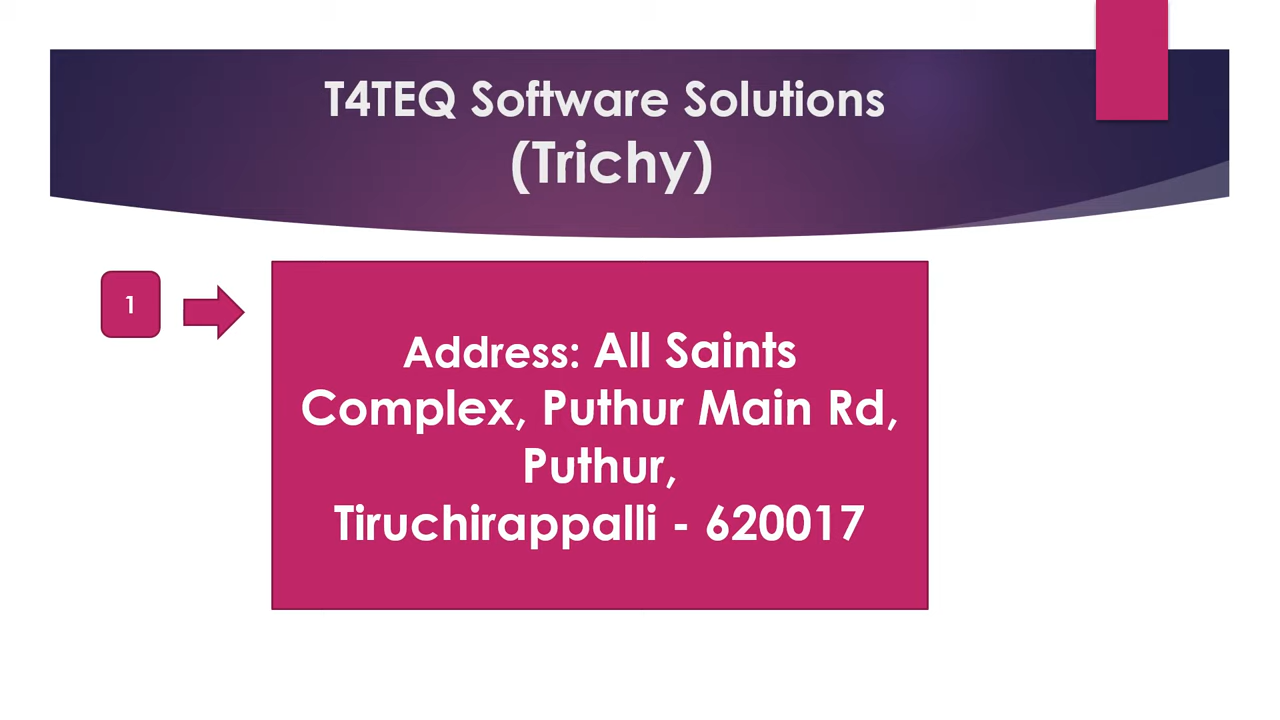 T4TEQ Software Solutions
(Trichy)
1
Address: All Saints
Complex, Puthur Main Rd,
Puthur,
Tiruchirappalli - 620017